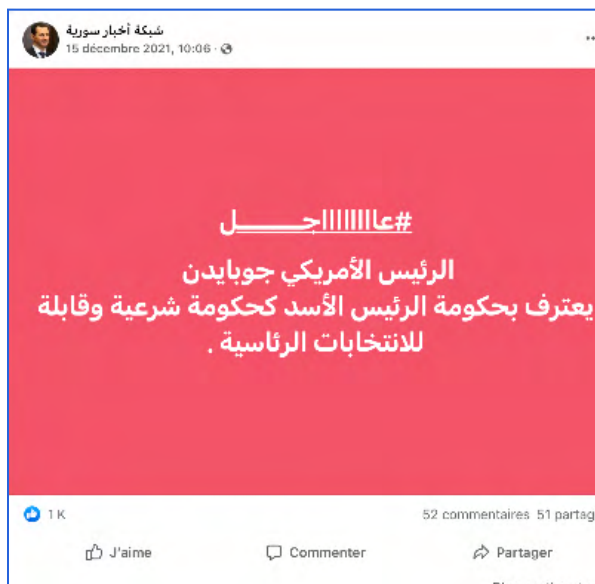 شبكة أخبار سورية
15 décembre 2021, 10:06
#عاااااااجــــــــل
الرئيس الأمريكي جوبايدن
يعترف بحكومة الرئيس الأسد كحكومة شرعية وقابلة
للانتخابات الرئاسية .
1 K
52 commentaires 51 partag
J'aime
Commenter
Partager